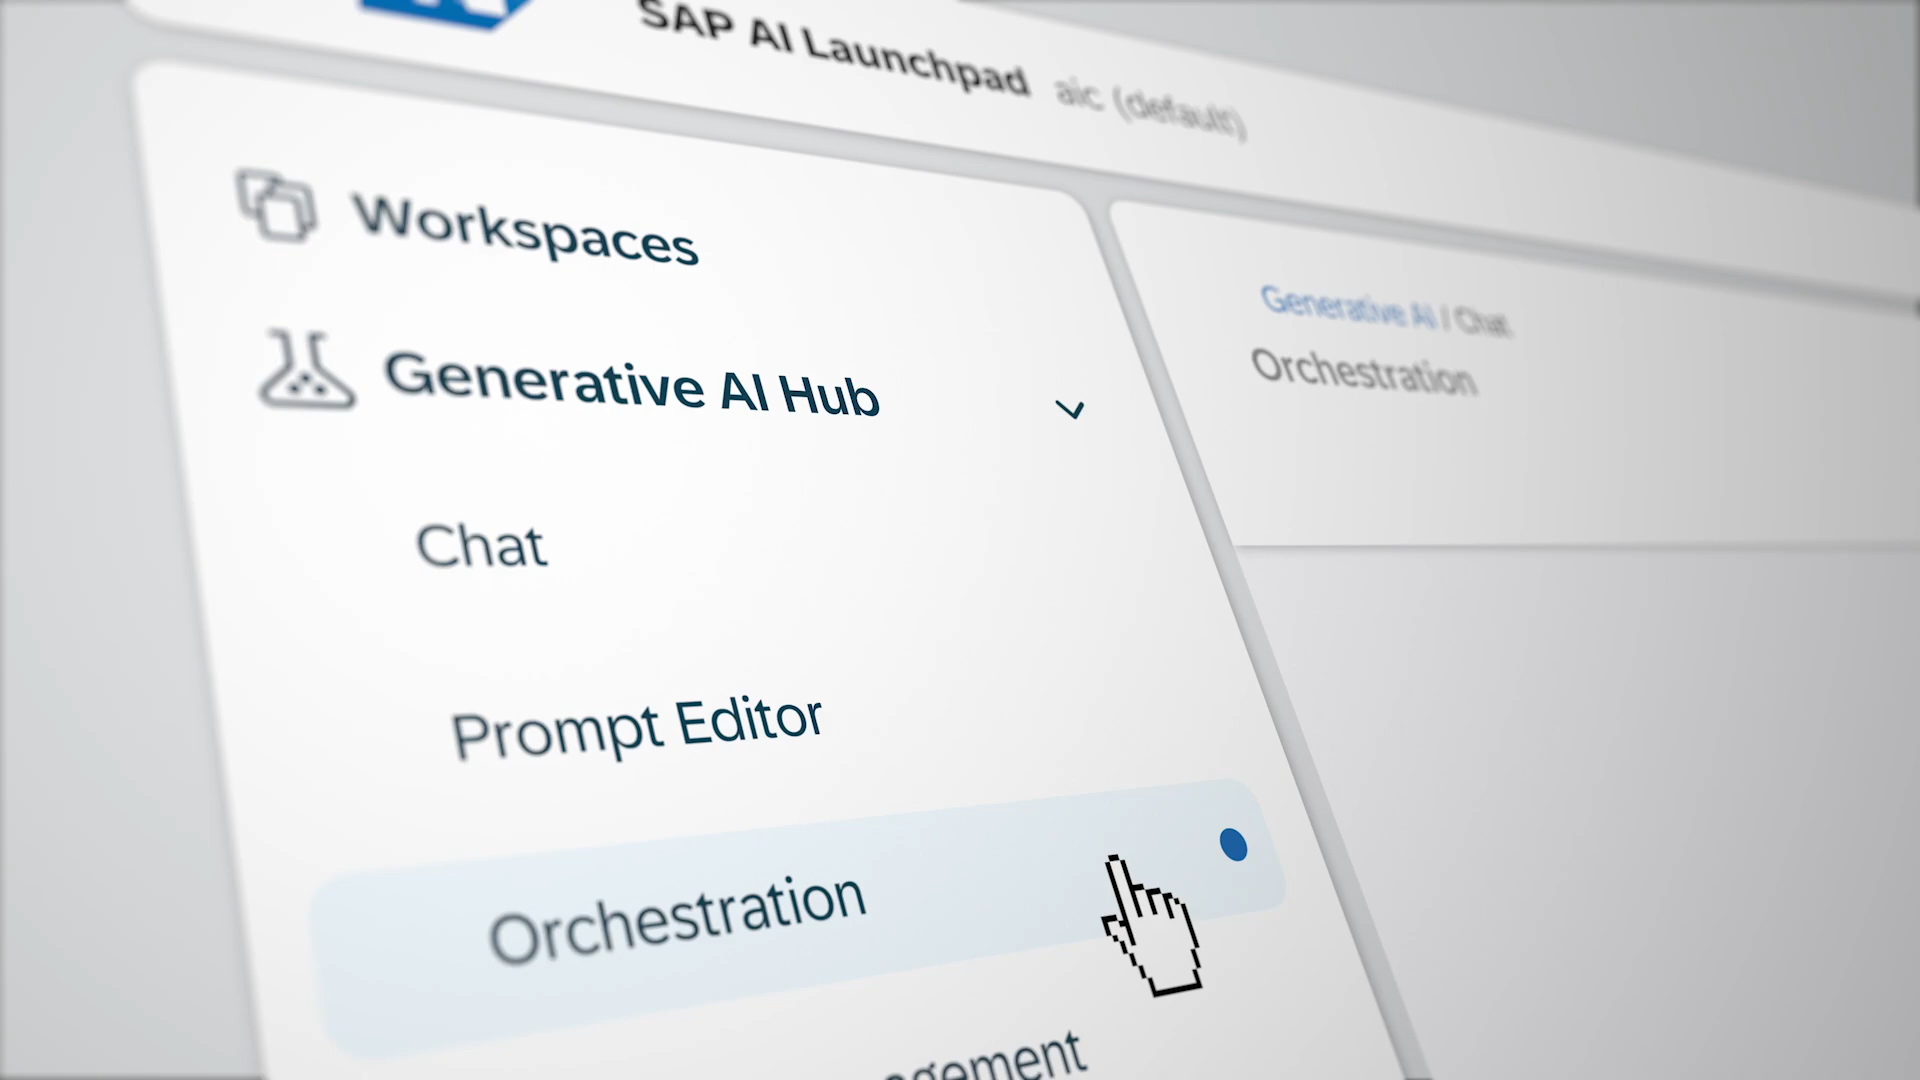 SAP AI Launchpad aic (default)
Workspaces
Generative AI Hub
Chat
Prompt Editor
Orchestration
Generative AI / Chat
Orchestration